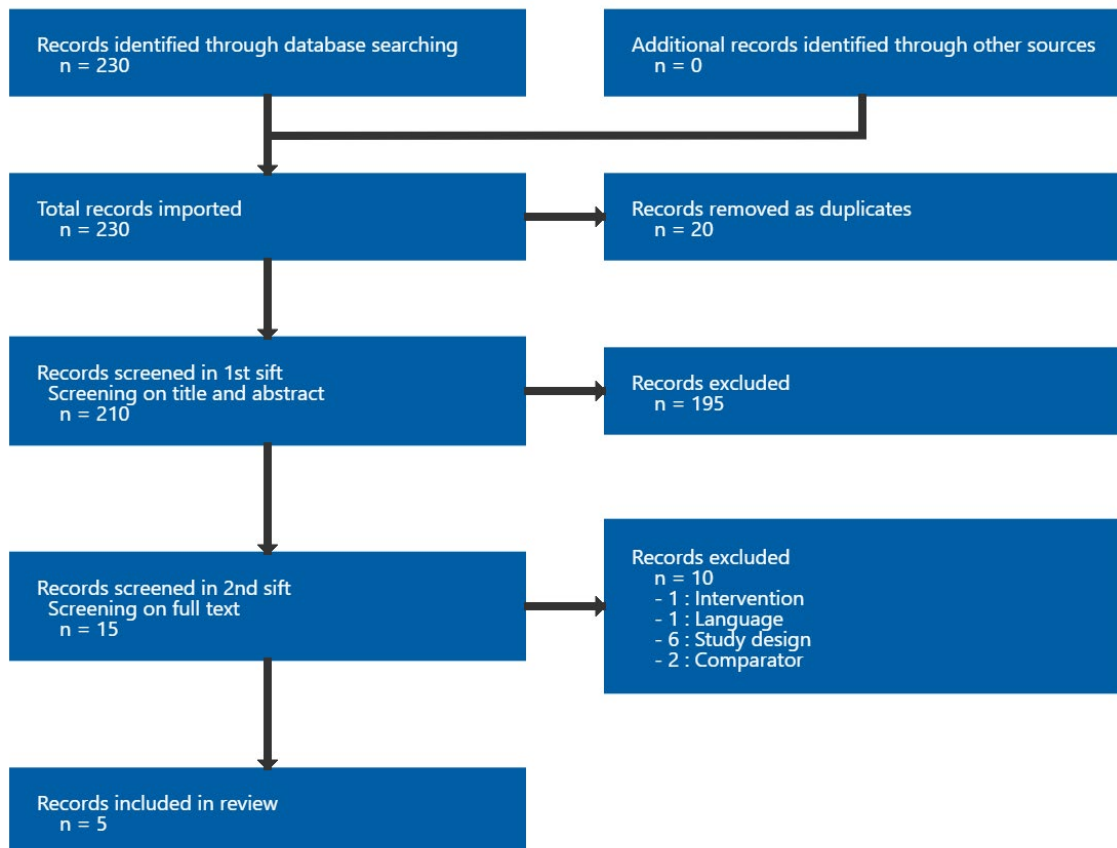 Records identified through database searching
n = 230
Additional records identified through other sources
n = 0
Total records imported
n = 230
Records removed as duplicates
n = 20
Records screened in 1st sift
Screening on title and abstract
n = 210
Records excluded
n = 195
Records screened in 2nd sift
Screening on full text
n = 15
Records excluded
n = 10
- 1 : Intervention
- 1 : Language
- 6 : Study design
- 2 : Comparator
Records included in review
n = 5